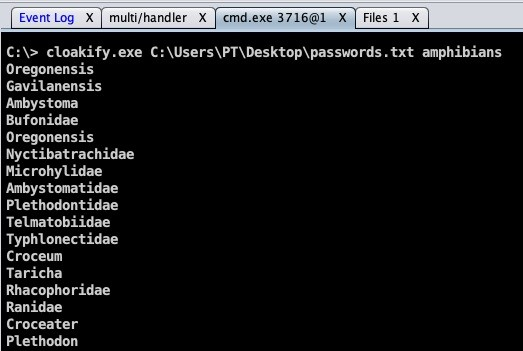 Event Log X multi/handler X cmd.exe 3716@1 X Files 1 X
C:\> cloakify.exe C:\Users\PT\Desktop\passwords.txt amphibians
Oregonensis
Gavilanensis
Ambystoma
Bufonidae
Oregonensis
Nyctibatrachidae
Microhylidae
Ambystomatidae
Plethodontidae
Telmatobiidae
Typhlonectidae
Croceum
Taricha
Rhacophoridae
Ranidae
Croceater
Plethodon